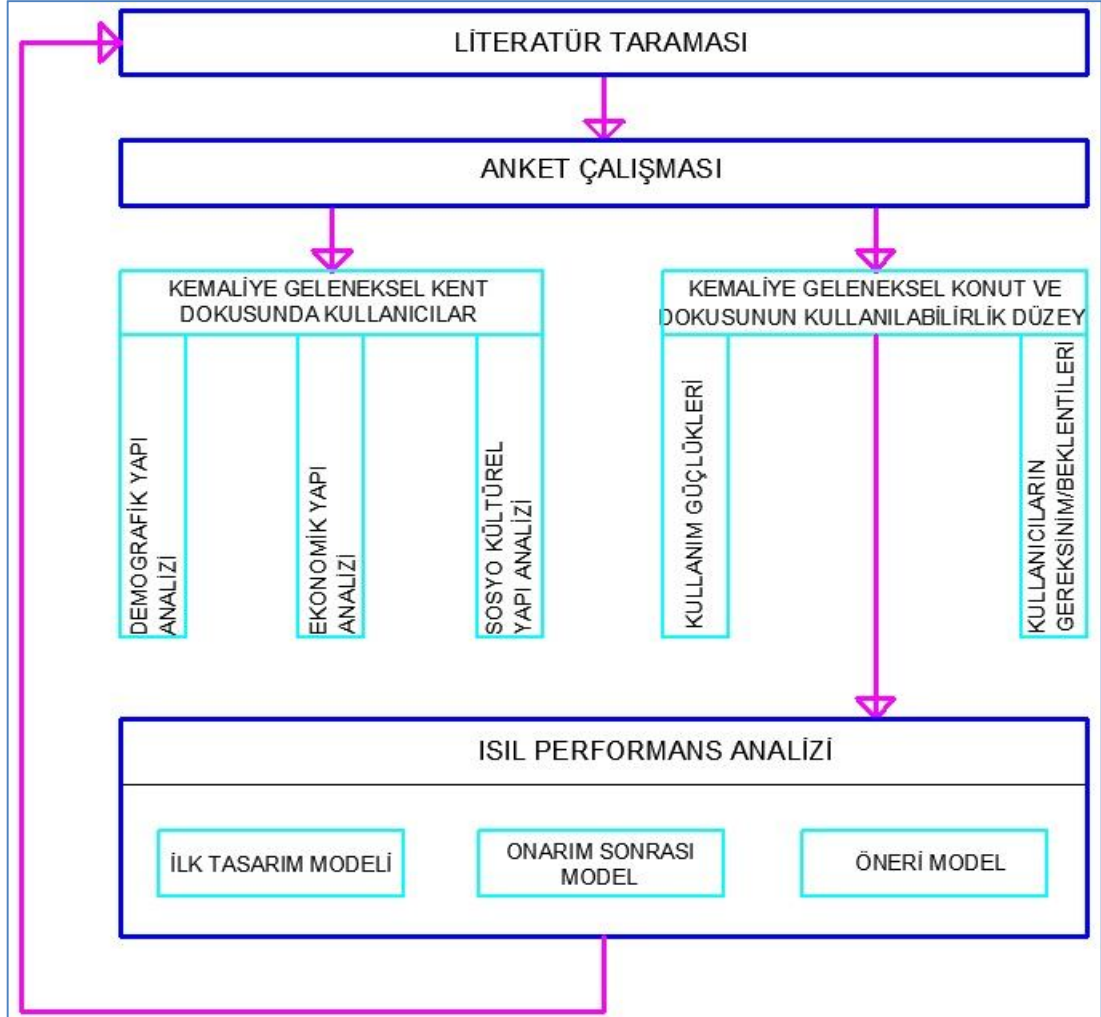 LİTERATÜR TARAMASI
ANKET ÇALIŞMASI
KEMALİYE GELENEKSEL KENT
DOKUSUNDA KULLANICILAR
KEMALİYE GELENEKSEL KONUT VE
DOKUSUNUN KULLANILABİLİRLİK DÜZEY
DEMOGRAFİK YAPI
ANALİZİ
EKONOMİK YAPI
ANALİZİ
SOSYO KÜLTÜREL
YAPI ANALİZİ
KULLANIM GÜÇLÜKLERİ
KULLANICILARIN
GEREKSİNİM/BEKLENTİLERİ
ISIL PERFORMANS ANALİZİ
İLK TASARIM MODELİ
ONARIM SONRASI
MODEL
ÖNERİ MODEL